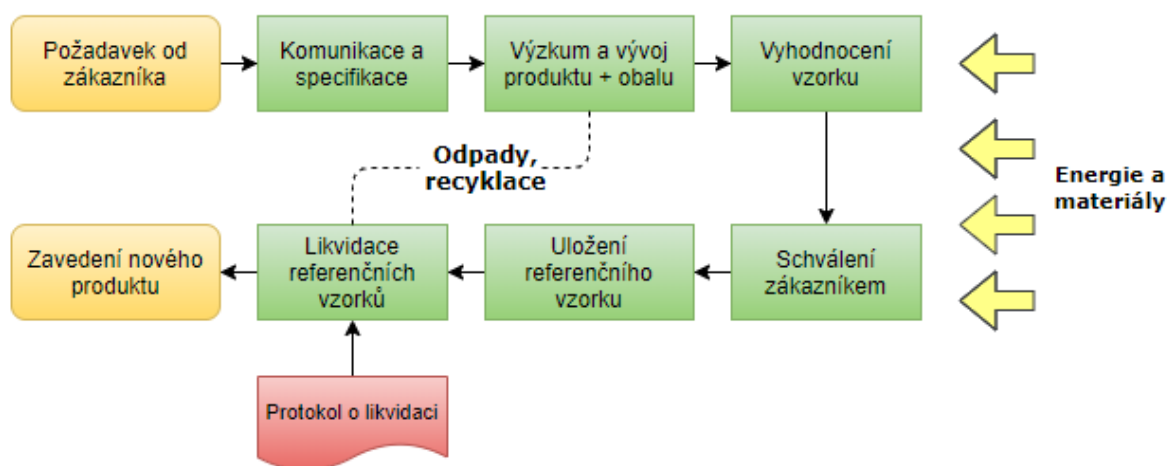 Požadavek od
zákazníka
Komunikace a
specifikace
Výzkum a vývoj
produktu + obalu
Vyhodnocení
vzorku
Odpady,
recyklace
Energie a
materiály
Zavedení nového
produktu
Likvidace
referenčních
vzorků
Uložení
referenčního
vzorku
Schválení
zákazníkem
Protokol o likvidaci